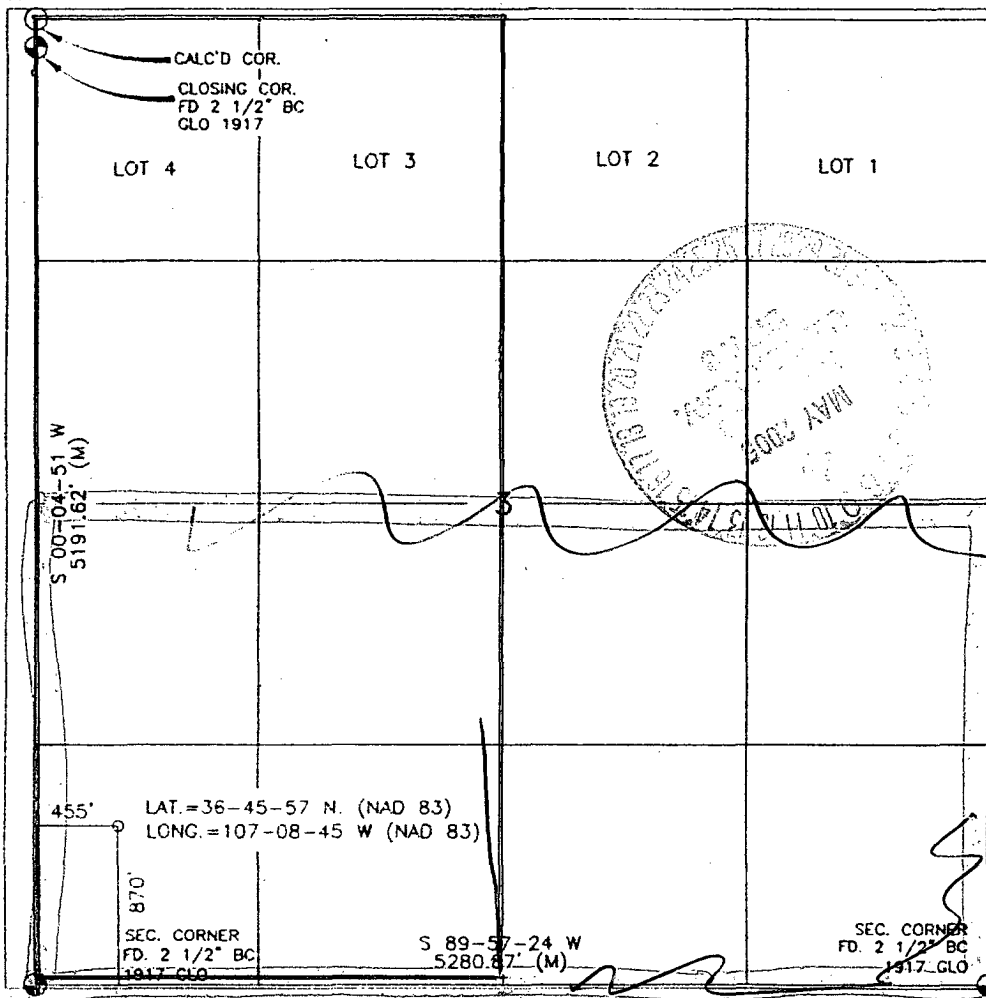 CALC'D COR.
CLOSING COR.
FD 2 1/2" BC
GLO 1917
LOT 4
LOT 3
LOT 2
LOT 1
MAY
S 00-04-51 W
5191.62' (M)
3
455'
LAT.=36-45-57 N. (NAD 83)
LONG.=107-08-45 W (NAD 83)
870'
SEC. CORNER
FD. 2 1/2" BC
1917 GLO
S 89-57-24 W
5280.87' (M)
SEC. CORNER
FD. 2 1/2" BC
1917 GLO